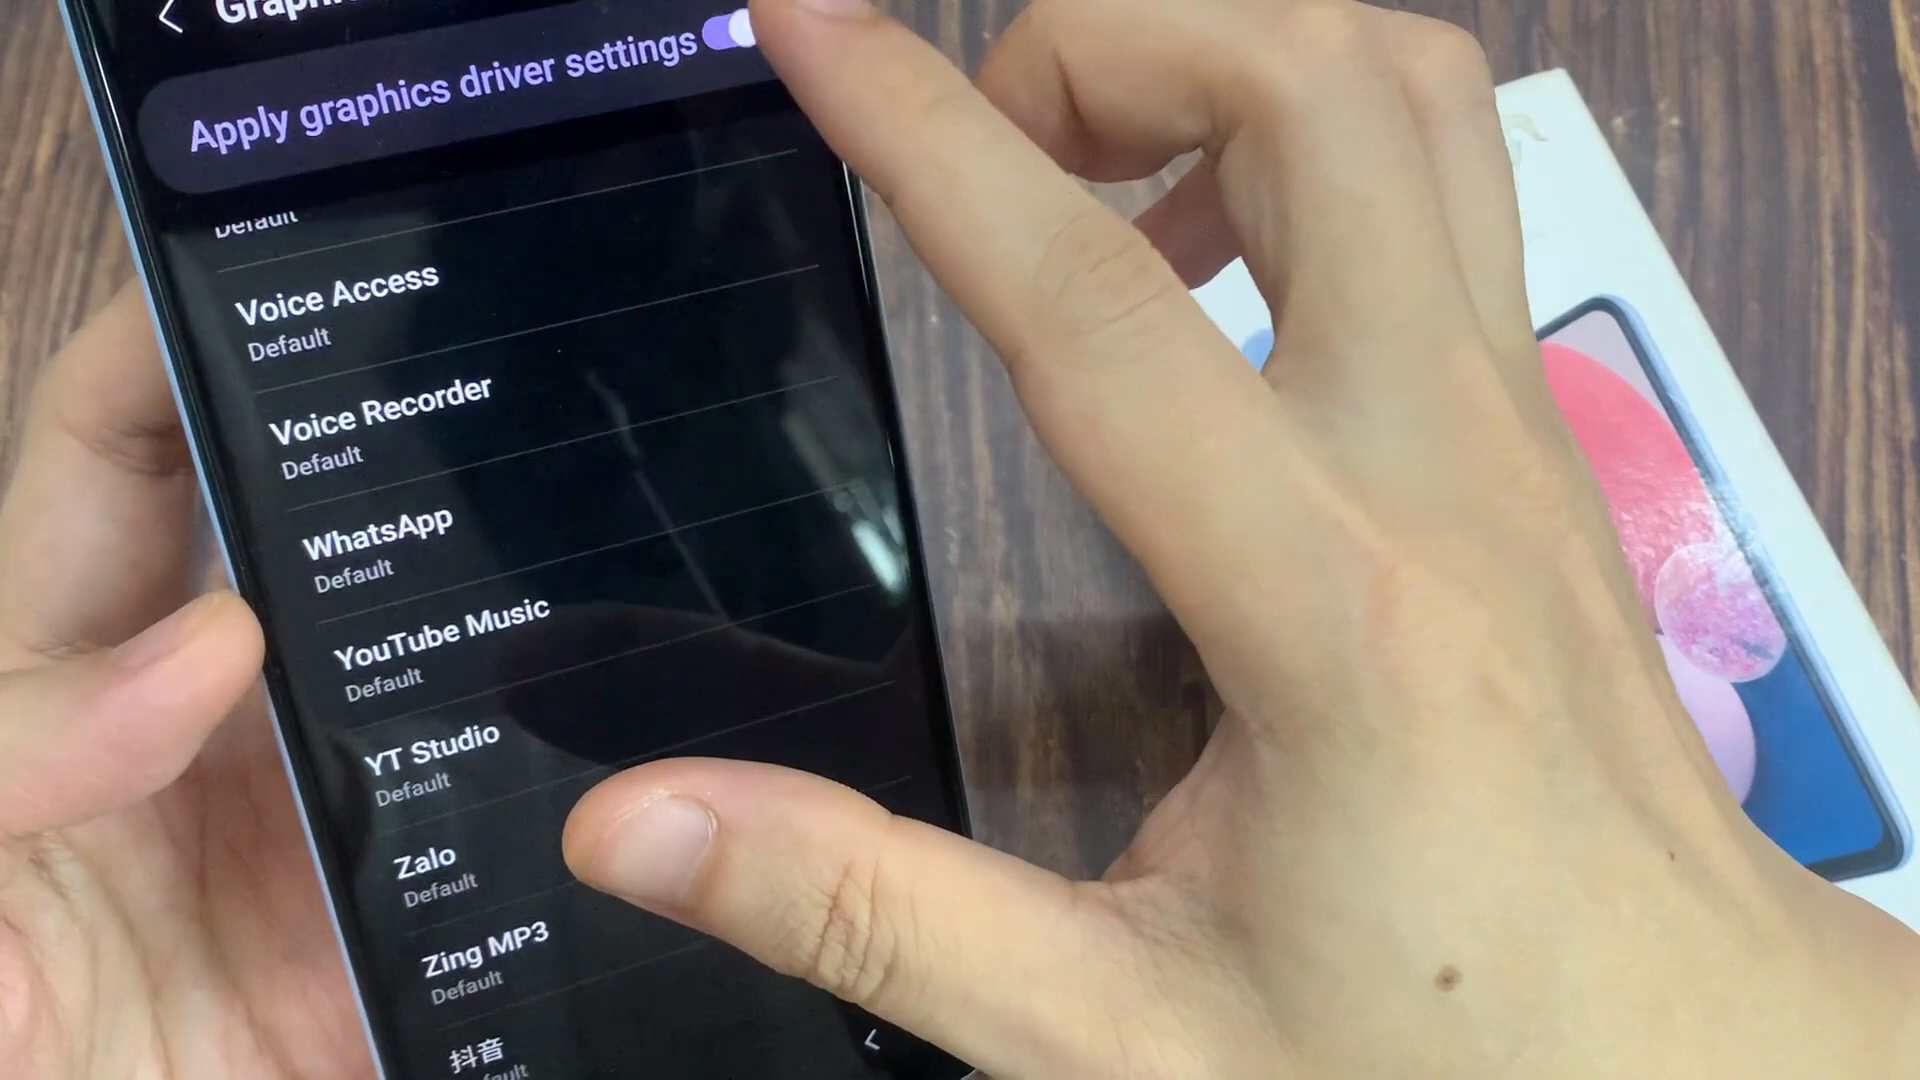 Apply graphics driver settings
Default
Voice Access
Default
Voice Recorder
Default
WhatsApp
Default
YouTube Music
Default
YT Studio
Default
Zalo
Default
Zing MP3
Default
抖音